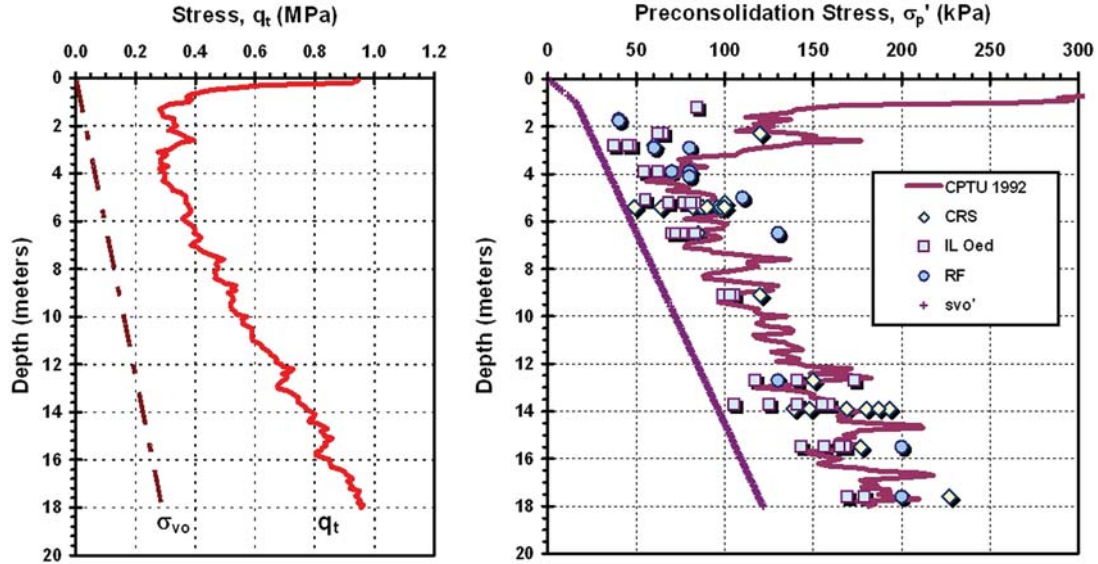 Stress, qt (MPa)
0.0 0.2 0.4 0.6 0.8 1.0 1.2
0
2
4
6
8
10
12
14
16
18
20
Depth (meters)
σvo
qt
Preconsolidation Stress, σp' (kPa)
0 50 100 150 200 250 300
0
2
4
6
8
10
12
14
16
18
20
Depth (meters)
CPTU 1992
CRS
IL Oed
RF
svo'